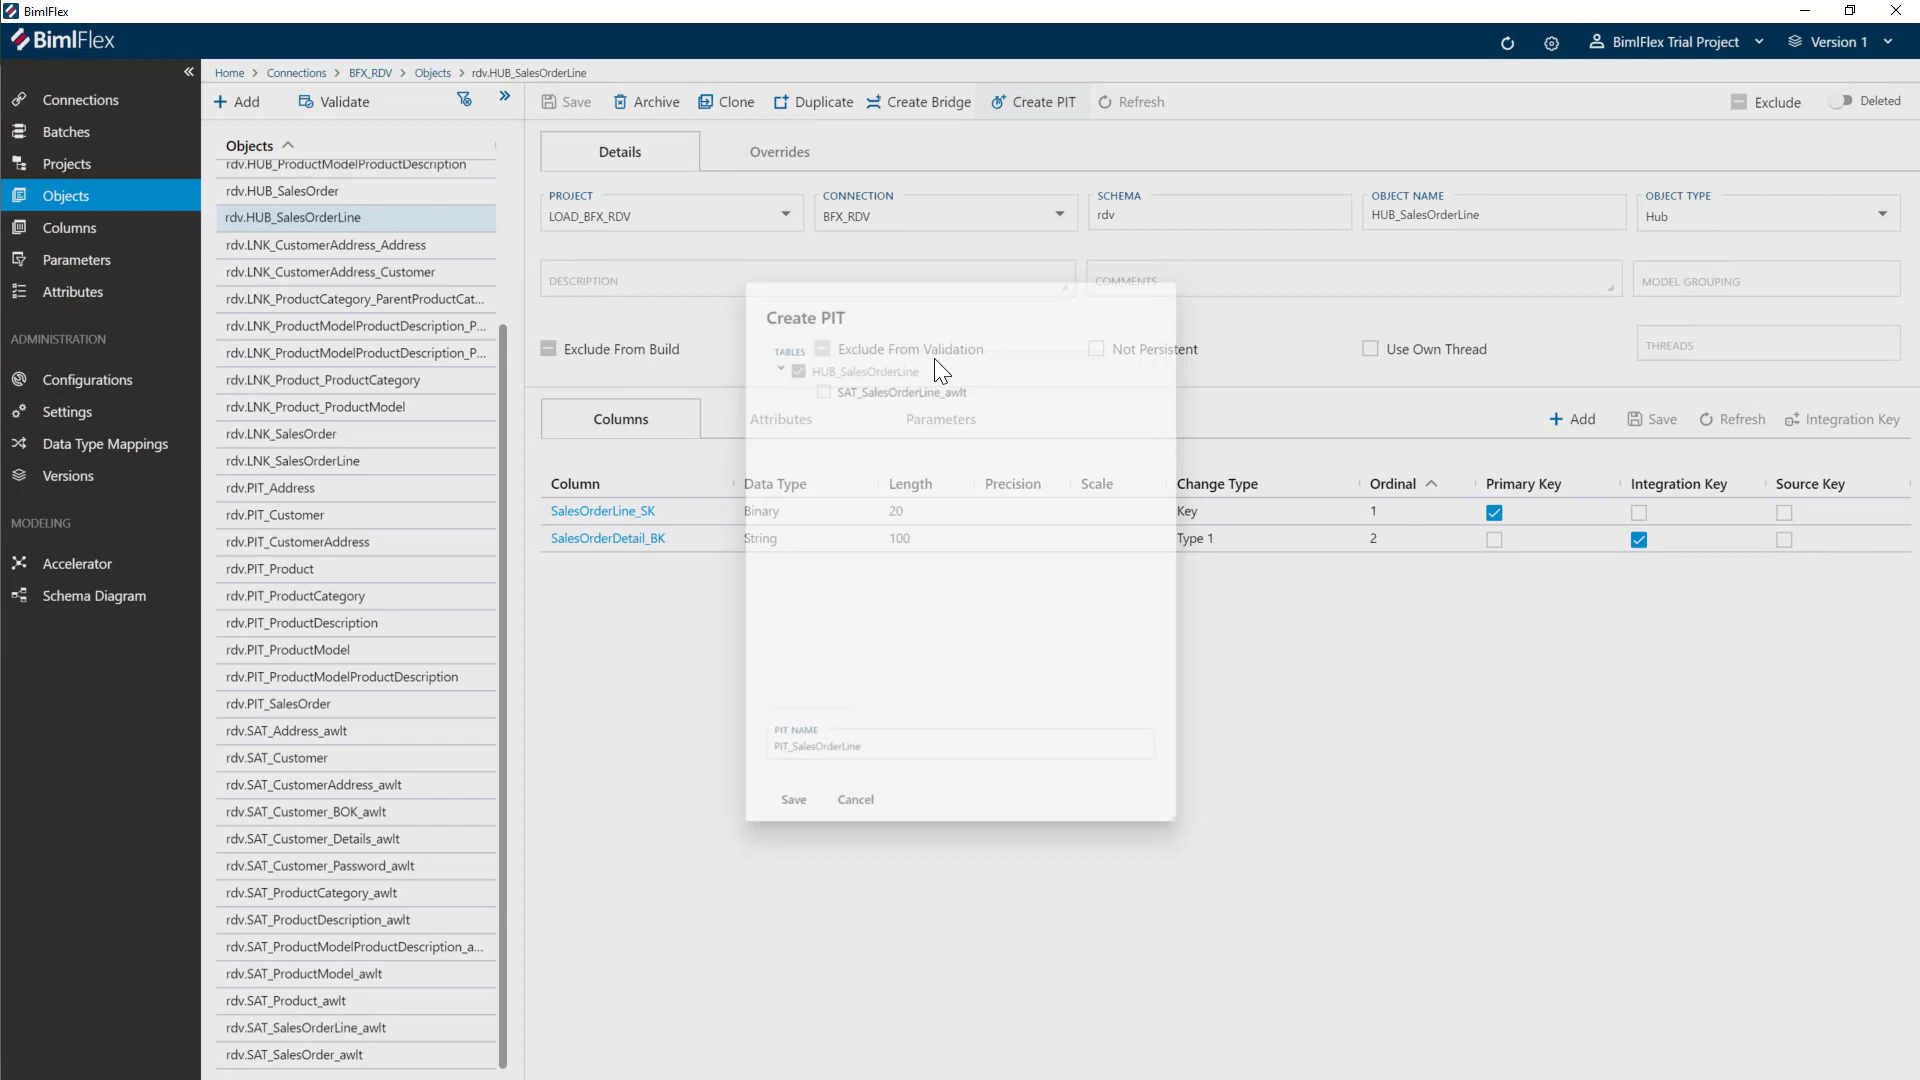 BimlFlex
BimlFlex
BimlFlex Trial Project
Version 1
Home > Connections > BFX_RDV > Objects > rdv.HUB_SalesOrderLine
Connections
Batches
Projects
Objects
Columns
Parameters
Attributes
ADMINISTRATION
Configurations
Settings
Data Type Mappings
Versions
MODELING
Accelerator
Schema Diagram
Add
Validate
Objects
rdv.HUB_ProductModelProductDescription
rdv.HUB_SalesOrder
rdv.HUB_SalesOrderLine
rdv.LNK_CustomerAddress_Address
rdv.LNK_CustomerAddress_Customer
rdv.LNK_ProductCategory_ParentProductCat...
rdv.LNK_ProductModelProductDescription_P...
rdv.LNK_ProductModelProductDescription_P...
rdv.LNK_Product_ProductCategory
rdv.LNK_Product_ProductModel
rdv.LNK_SalesOrder
rdv.LNK_SalesOrderLine
rdv.PIT_Address
rdv.PIT_Customer
rdv.PIT_CustomerAddress
rdv.PIT_Product
rdv.PIT_ProductCategory
rdv.PIT_ProductDescription
rdv.PIT_ProductModel
rdv.PIT_ProductModelProductDescription
rdv.PIT_SalesOrder
rdv.SAT_Address_awlt
rdv.SAT_Customer
rdv.SAT_CustomerAddress_awlt
rdv.SAT_Customer_BOK_awlt
rdv.SAT_Customer_Details_awlt
rdv.SAT_Customer_Password_awlt
rdv.SAT_ProductCategory_awlt
rdv.SAT_ProductDescription_awlt
rdv.SAT_ProductModelProductDescription_a...
rdv.SAT_ProductModel_awlt
rdv.SAT_Product_awlt
rdv.SAT_SalesOrderLine_awlt
rdv.SAT_SalesOrder_awlt
Save Archive Clone Duplicate Create Bridge Create PIT Refresh Exclude Deleted
Details Overrides
PROJECT CONNECTION SCHEMA OBJECT NAME OBJECT TYPE
LOAD_BFX_RDV BFX_RDV rdv HUB_SalesOrderLine Hub
DESCRIPTION COMMENTS MODEL GROUPING
Exclude From Build Exclude From Validation Not Persistent Use Own Thread THREADS
Columns Attributes Parameters Add Save Refresh Integration Key
Column Data Type Length Precision Scale Change Type Ordinal Primary Key Integration Key Source Key
SalesOrderLine_SK Binary 20 Key 1
SalesOrderDetail_BK String 100 Type 1 2
Create PIT
TABLES
HUB_SalesOrderLine
SAT_SalesOrderLine_awlt
PIT NAME
PIT_SalesOrderLine
Save Cancel